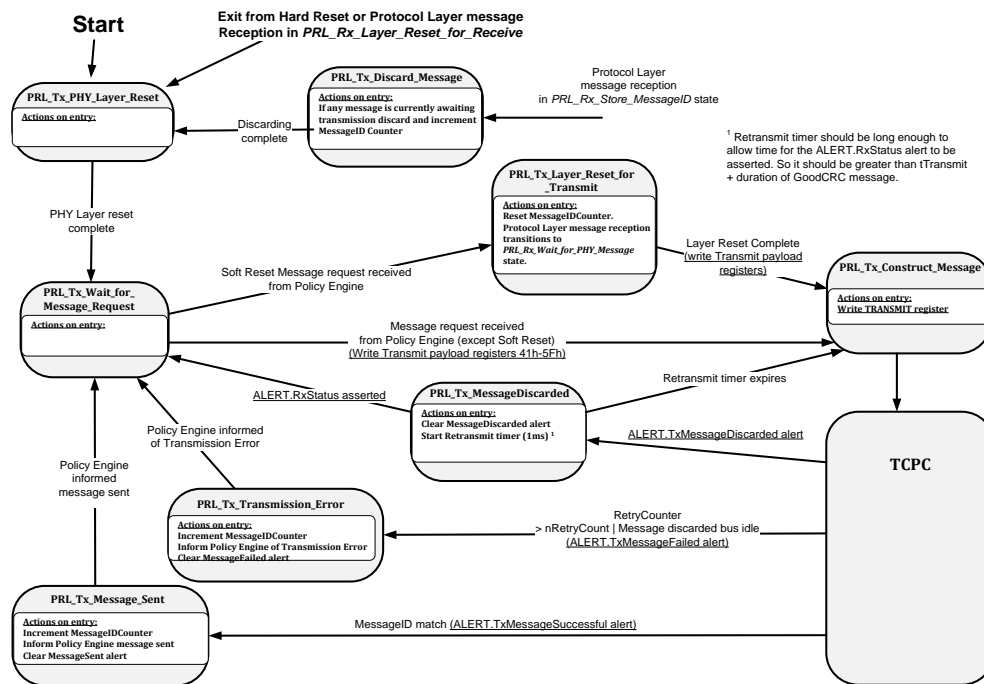 Start
Exit from Hard Reset or Protocol Layer message
Reception in PRL_Rx_Layer_Reset_for_Receive
PRL_Tx_PHY_Layer_Reset
Actions on entry:
PRL_Tx_Discard_Message
Actions on entry:
If any message is currently awaiting
transmission discard and increment
MessageID Counter
Protocol Layer
message reception
in PRL_Rx_Store_MessageID state
Discarding
complete
1 Retransmit timer should be long enough to
allow time for the ALERT.RxStatus alert to be
asserted. So it should be greater than tTransmit
+ duration of GoodCRC message.
PHY Layer reset
complete
PRL_Tx_Layer_Reset_for
_Transmit
Actions on entry:
Reset MessageIDCounter.
Protocol Layer message reception
transitions to
PRL_Rx_Wait_for_PHY_Message
state.
Soft Reset Message request received
from Policy Engine
Layer Reset Complete
(write Transmit payload
registers)
PRL_Tx_Construct_Message
Actions on entry:
Write TRANSMIT register
PRL_Tx_Wait_for_
Message_Request
Actions on entry:
Message request received
from Policy Engine (except Soft Reset)
(Write Transmit payload registers 41h-5Fh)
ALERT.RxStatus asserted
Retransmit timer expires
PRL_Tx_MessageDiscarded
Actions on entry:
Clear MessageDiscarded alert
Start Retransmit timer (1ms) 1
ALERT.TxMessageDiscarded alert
TCPC
Policy Engine informed
of Transmission Error
Policy Engine
informed
message sent
PRL_Tx_Transmission_Error
Actions on entry:
Increment MessageIDCounter
Inform Policy Engine of Transmission Error
Clear MessageFailed alert
RetryCounter
> nRetryCount | Message discarded bus idle
(ALERT.TxMessageFailed alert)
PRL_Tx_Message_Sent
Actions on entry:
Increment MessageIDCounter
Inform Policy Engine message sent
Clear MessageSent alert
MessageID match (ALERT.TxMessageSuccessful alert)